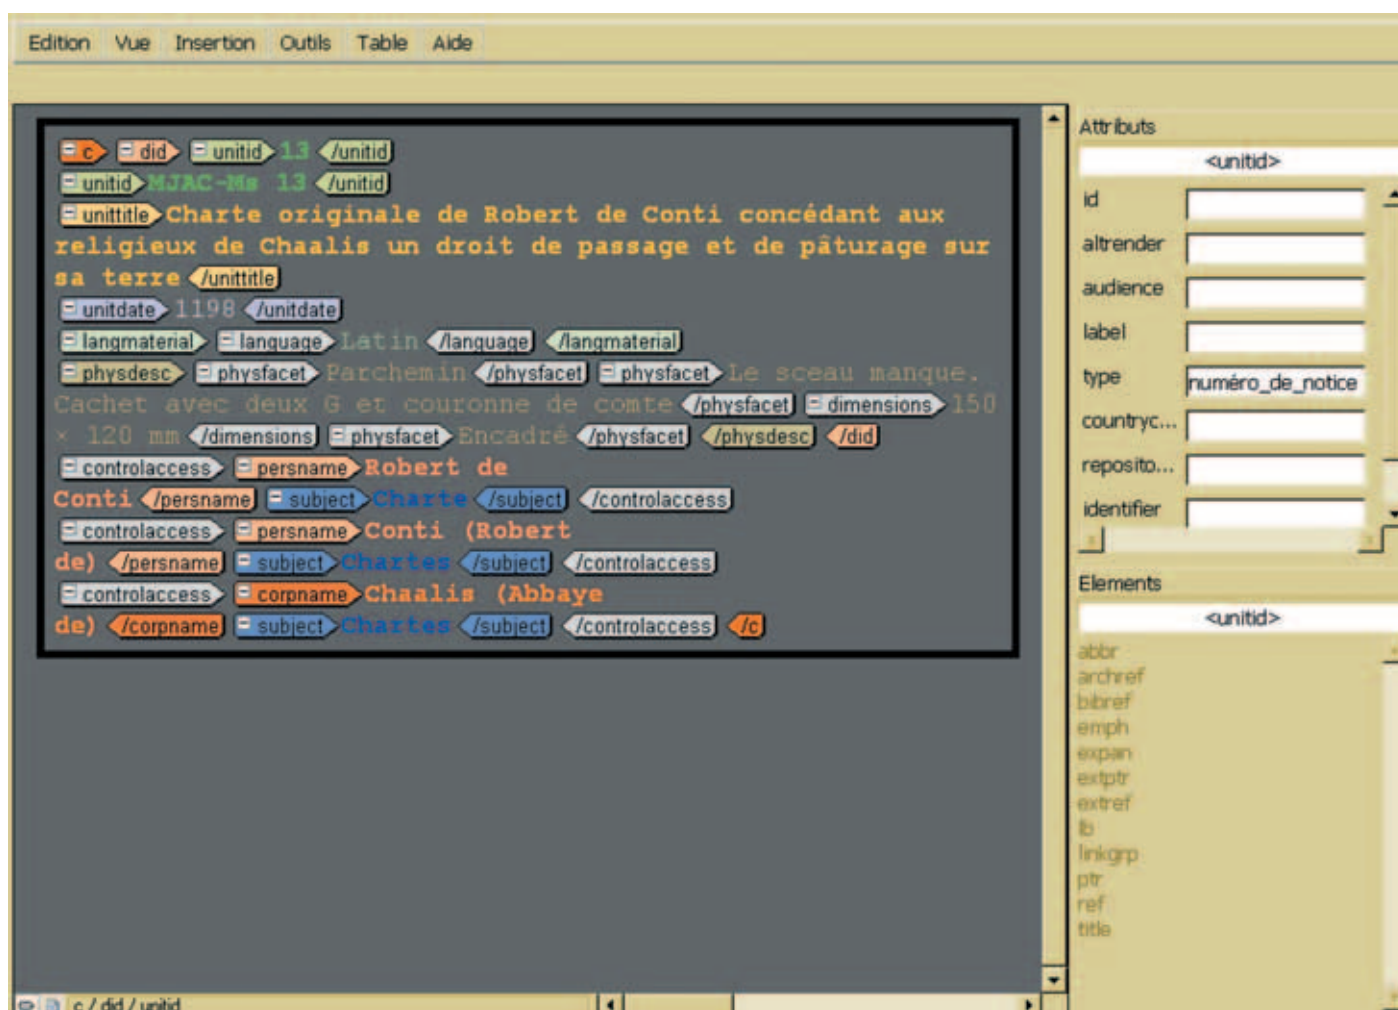 Edition Vue Insertion Outils Table Aide
c did unitid 13 /unitid
unitid MJAC-Ms 13 /unitid
unittitle Charte originale de Robert de Conti concédant aux
religieux de Chaalis un droit de passage et de pâturage sur
sa terre /unittitle
unitdate 1198 /unitdate
langmaterial language Latin /language /langmaterial
physdesc physfacet Parchemin /physfacet physfacet Le sceau manque.
Cachet avec deux G et couronne de comte /physfacet dimensions 150
× 120 mm /dimensions physfacet Encadré /physfacet /physdesc /did
controlaccess persname Robert de
Conti /persname subject Charte /subject /controlaccess
controlaccess persname Conti (Robert
de) /persname subject Chartes /subject /controlaccess
controlaccess corpname Chaalis (Abbaye
de) /corpname subject Chartes /subject /controlaccess /c
c / did / unitid
Attributs
<unitid>
id
altrender
audience
label
type numéro_de_notice
countryc...
reposito...
identifier
Elements
<unitid>
abbr
archref
bibref
emph
expan
extptr
extref
lb
linkgrp
ptr
ref
title